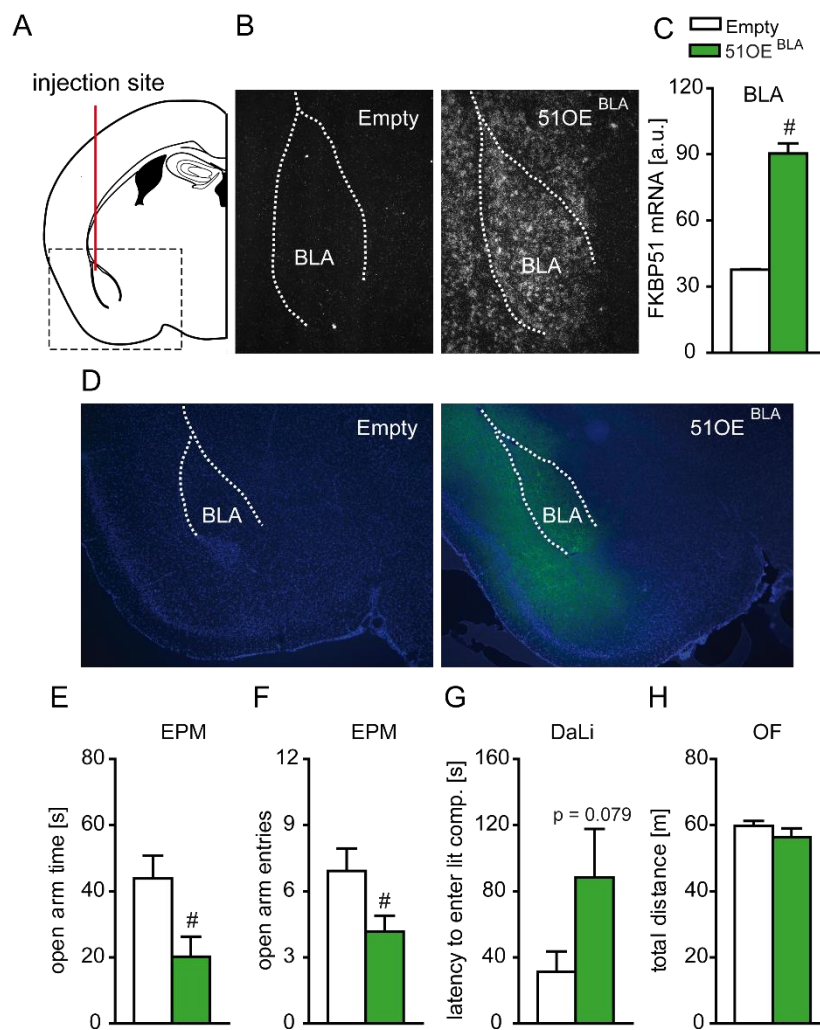 A
injection site
B
Empty
BLA
51OE BLA
BLA
C
Empty
51OE BLA
BLA
FKBP51 mRNA [a.u.]
120
90
60
30
0
#
D
Empty
BLA
51OE BLA
BLA
E
EPM
open arm time [s]
80
60
40
20
0
#
F
EPM
open arm entries
12
9
6
3
0
#
G
DaLi
latency to enter lit comp. [s]
160
120
80
40
0
p = 0.079
H
OF
total distance [m]
80
60
40
20
0